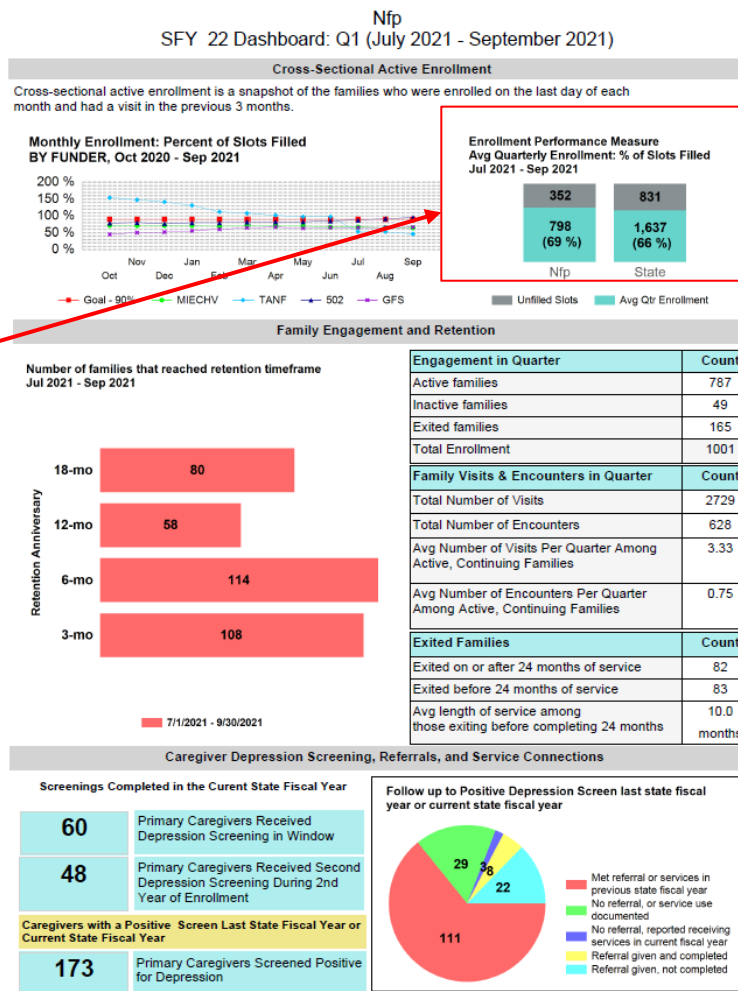 Nfp
SFY 22 Dashboard: Q1 (July 2021 - September 2021)
Cross-Sectional Active Enrollment
Cross-sectional active enrollment is a snapshot of the families who were enrolled on the last day of each
month and had a visit in the previous 3 months.
Monthly Enrollment: Percent of Slots Filled
BY FUNDER, Oct 2020 - Sep 2021
200 %
150 %
100 %
50 %
0 %
Nov Jan Mar May Jul Sep
Oct Dec Feb Apr Jun Aug
Goal - 90% MIECHV TANF 502 GFS
Enrollment Performance Measure
Avg Quarterly Enrollment: % of Slots Filled
Jul 2021 - Sep 2021
352 831
798 1,637
(69 %) (66 %)
Nfp State
Unfilled Slots Avg Qtr Enrollment
Family Engagement and Retention
Number of families that reached retention timeframe
Jul 2021 - Sep 2021
Retention Anniversary
18-mo 80
12-mo 58
6-mo 114
3-mo 108
7/1/2021 - 9/30/2021
Engagement in Quarter Count
Active families 787
Inactive families 49
Exited families 165
Total Enrollment 1001
Family Visits & Encounters in Quarter Count
Total Number of Visits 2729
Total Number of Encounters 628
Avg Number of Visits Per Quarter Among 3.33
Active, Continuing Families
Avg Number of Encounters Per Quarter 0.75
Among Active, Continuing Families
Exited Families Count
Exited on or after 24 months of service 82
Exited before 24 months of service 83
Avg length of service among 10.0
those exiting before completing 24 months months
Caregiver Depression Screening, Referrals, and Service Connections
Screenings Completed in the Curent State Fiscal Year
60 Primary Caregivers Received
Depression Screening in Window
48 Primary Caregivers Received Second
Depression Screening During 2nd
Year of Enrollment
Caregivers with a Positive Screen Last State Fiscal Year or
Current State Fiscal Year
173 Primary Caregivers Screened Positive
for Depression
Follow up to Positive Depression Screen last state fiscal
year or current state fiscal year
29 3 8
22
111
Met referral or services in
previous state fiscal year
No referral, or service use
documented
No referral, reported receiving
services in current fiscal year
Referral given and completed
Referral given, not completed